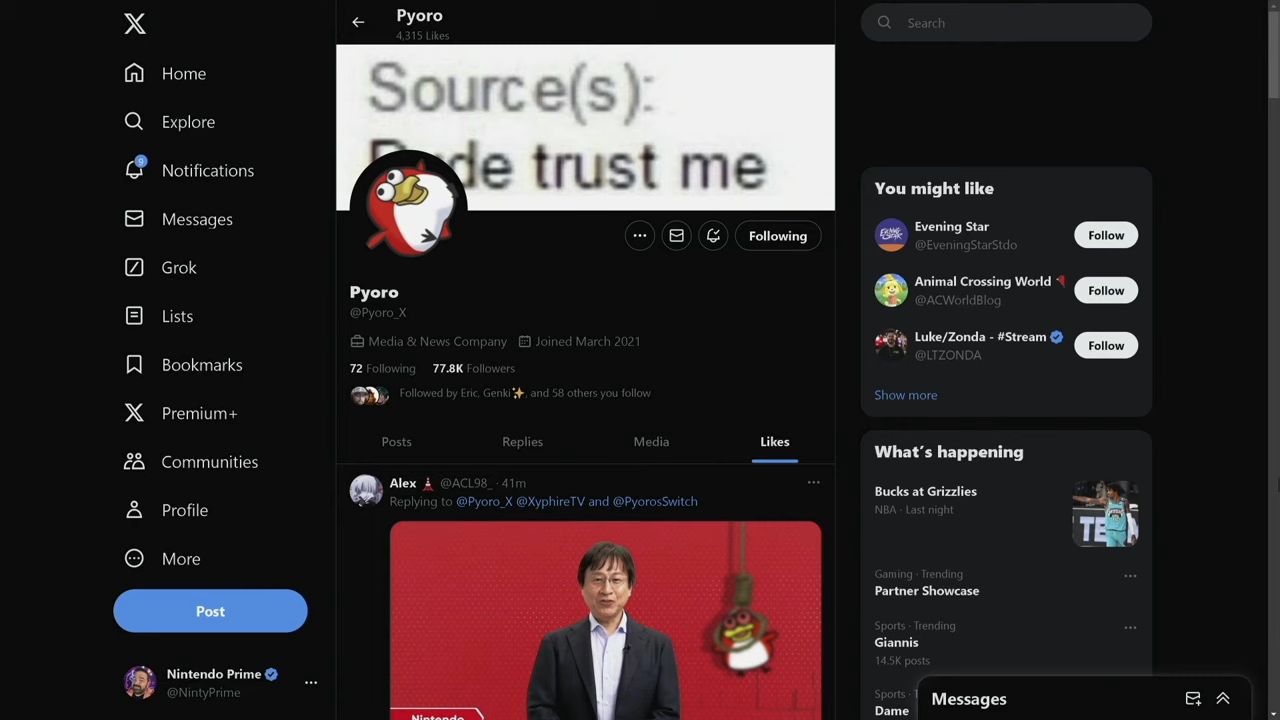 Home
Explore
9
Notifications
Messages
Grok
Lists
Bookmarks
Premium+
Communities
Profile
More
Post
Nintendo Prime
@NintyPrime
Pyoro
4,315 Likes
Source(s):
trust me
Following
Pyoro
@Pyoro_X
Media & News Company Joined March 2021
72 Following 77.8K Followers
Followed by Eric, Genki✨, and 58 others you follow
Posts Replies Media Likes
Alex @ACL98_ · 41m
Replying to @Pyoro_X @XyphireTV and @PyorosSwitch
Nintendo
Search
You might like
Evening Star
@EveningStarStdo
Follow
Animal Crossing World
@ACWorldBlog
Follow
Luke/Zonda - #Stream
@LTZONDA
Follow
Show more
What's happening
Bucks at Grizzlies
NBA · Last night
Gaming · Trending
Partner Showcase
Sports · Trending
Giannis
14.5K posts
Sports · T
Dame
Messages